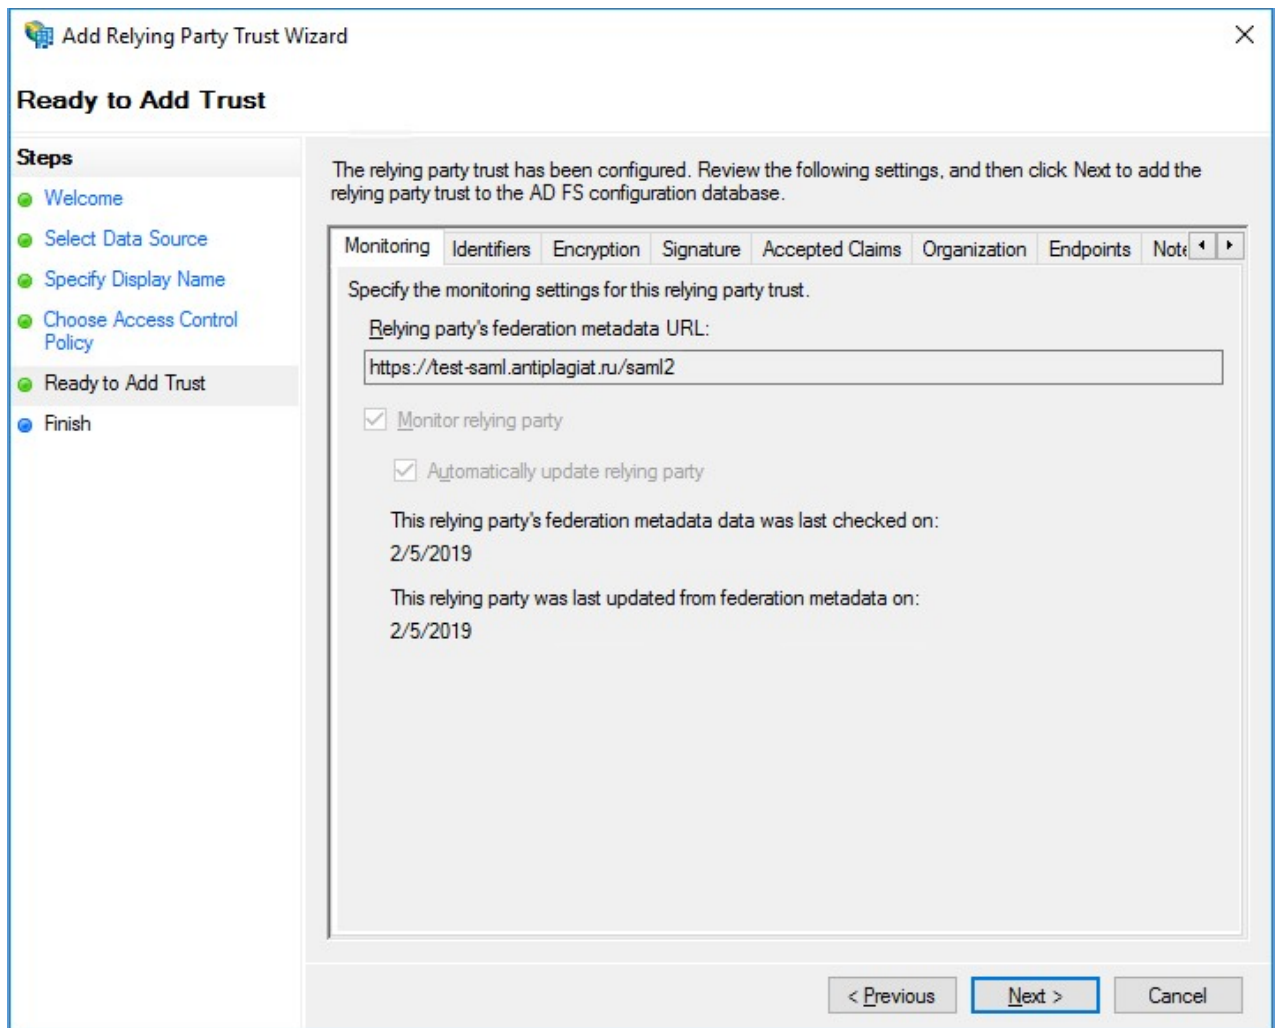 Add Relying Party Trust Wizard
Ready to Add Trust
Steps
Welcome
Select Data Source
Specify Display Name
Choose Access Control
Policy
Ready to Add Trust
Finish
The relying party trust has been configured. Review the following settings, and then click Next to add the
relying party trust to the AD FS configuration database.
Monitoring Identifiers Encryption Signature Accepted Claims Organization Endpoints Note
Specify the monitoring settings for this relying party trust.
Relying party's federation metadata URL:
https://test-saml.antiplagiat.ru/saml2
Monitor relying party
Automatically update relying party
This relying party's federation metadata data was last checked on:
2/5/2019
This relying party was last updated from federation metadata on:
2/5/2019
< Previous Next > Cancel